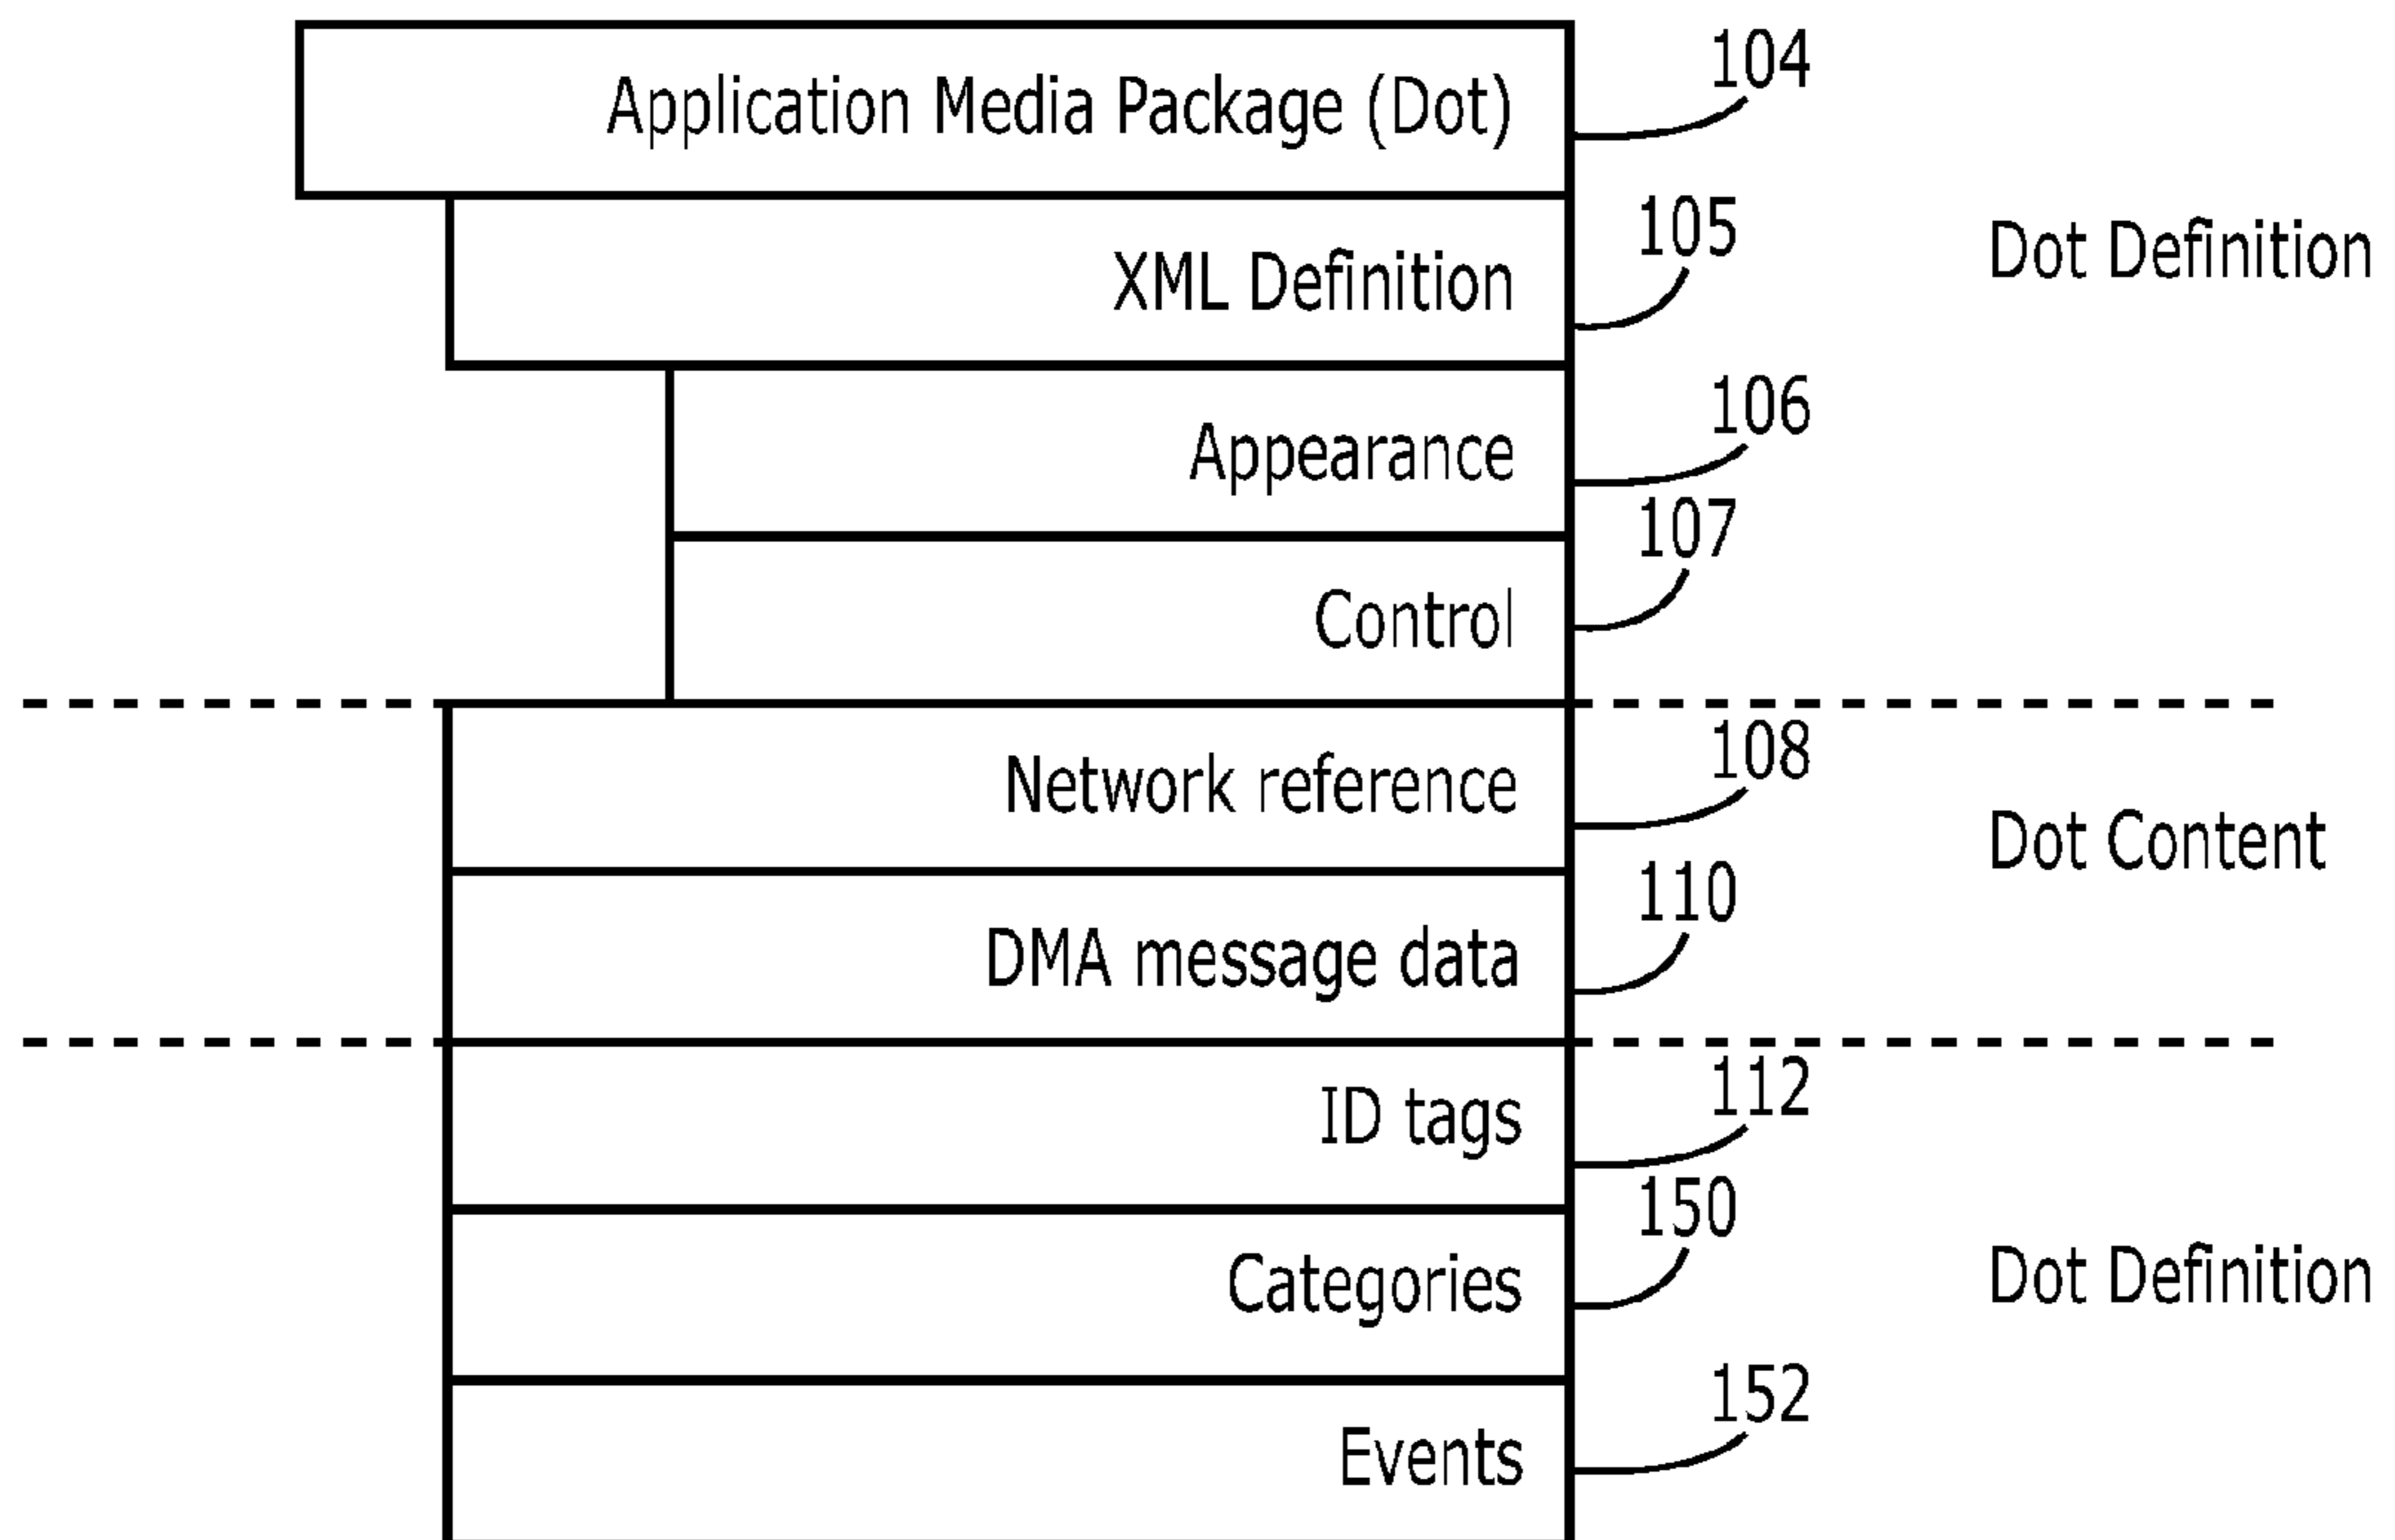 Application Media Package (Dot)
104
XML Definition
105
Dot Definition
Appearance
106
Control
107
Network reference
108
Dot Content
DMA message data
110
ID tags
112
Categories
150
Dot Definition
Events
152